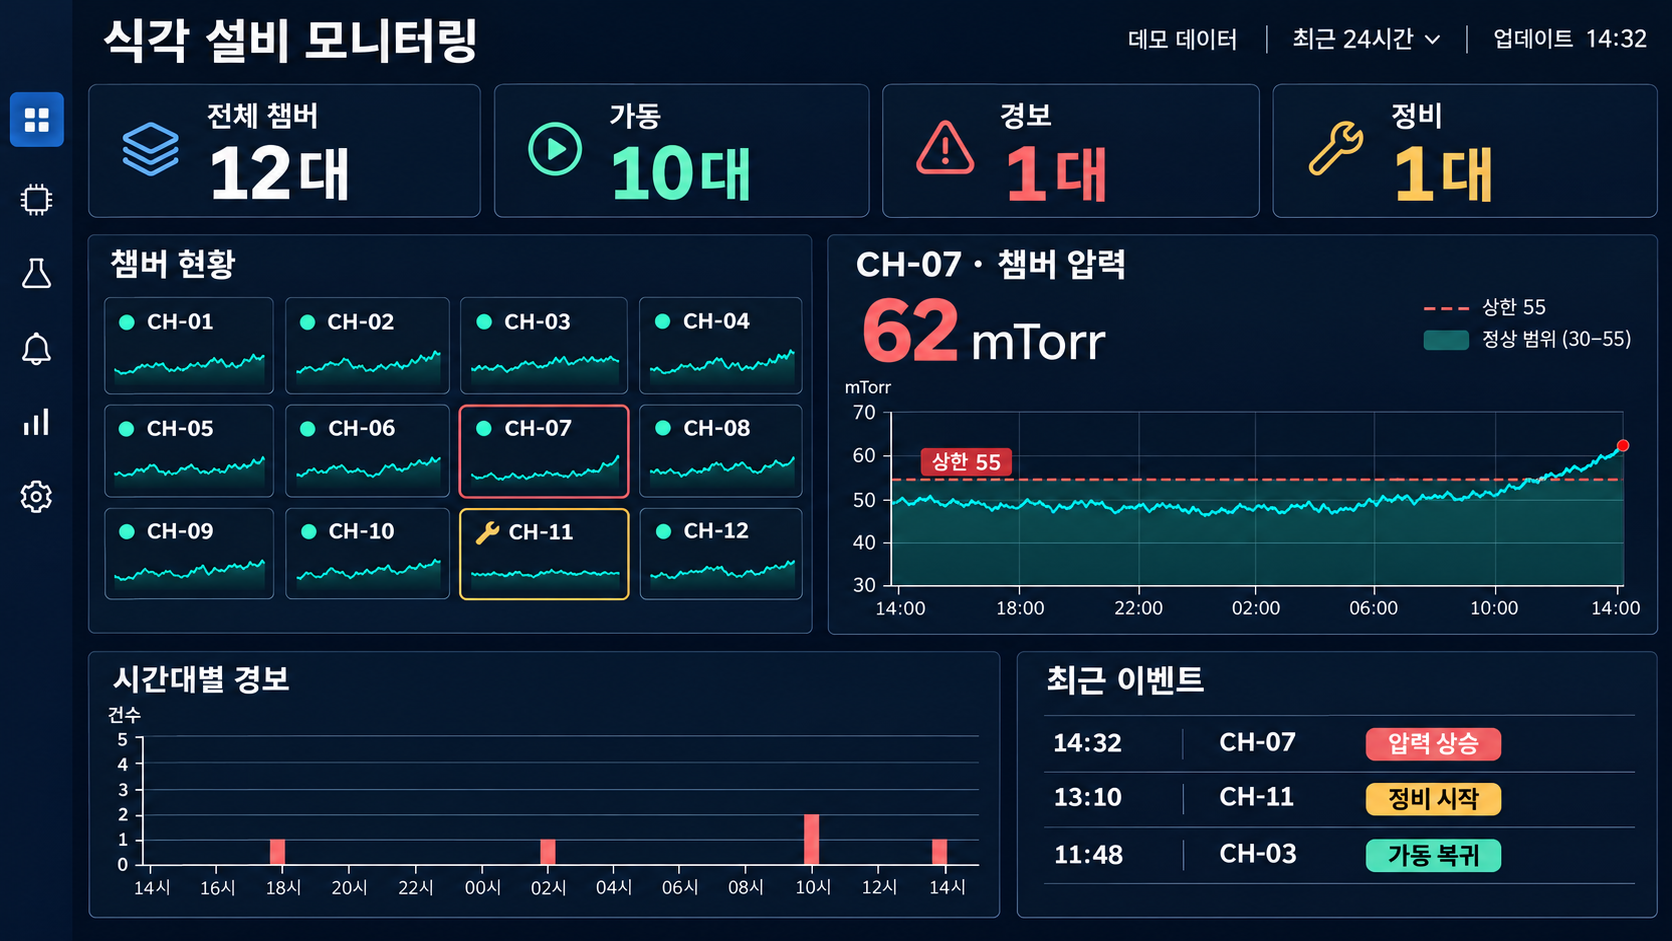 식각 설비 모니터링
데모 데이터
최근 24시간
업데이트 14:32
전체 챔버
12대
가동
10대
경보
1대
정비
1대
챔버 현황
CH-01
CH-02
CH-03
CH-04
CH-05
CH-06
CH-07
CH-08
CH-09
CH-10
CH-11
CH-12
CH-07 · 챔버 압력
62 mTorr
상한 55
정상 범위 (30–55)
mTorr
70
60
50
40
30
상한 55
14:00 18:00 22:00 02:00 06:00 10:00 14:00
시간대별 경보
건수
5
4
3
2
1
0
14시 16시 18시 20시 22시 00시 02시 04시 06시 08시 10시 12시 14시
최근 이벤트
14:32 CH-07 압력 상승
13:10 CH-11 정비 시작
11:48 CH-03 가동 복귀